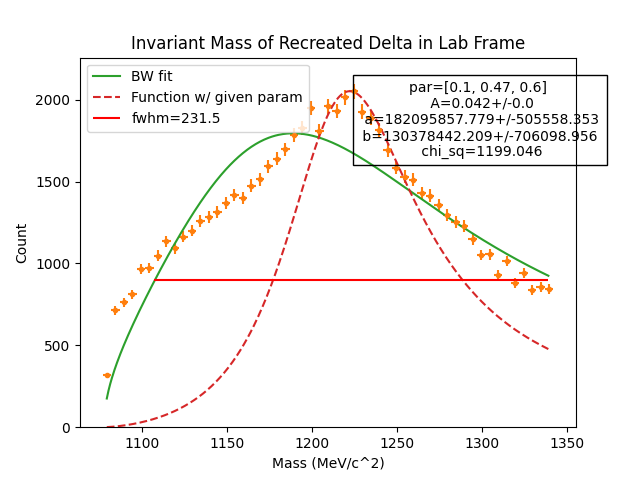 Invariant Mass of Recreated Delta in Lab Frame
BW fit
Function w/ given param
fwhm=231.5
par=[0.1, 0.47, 0.6]
A=0.042+/-0.0
a=182095857.779+/-505558.353
b=130378442.209+/-706098.956
chi_sq=1199.046
Count
2000
1500
1000
500
0
1100
1150
1200
1250
1300
1350
Mass (MeV/c^2)